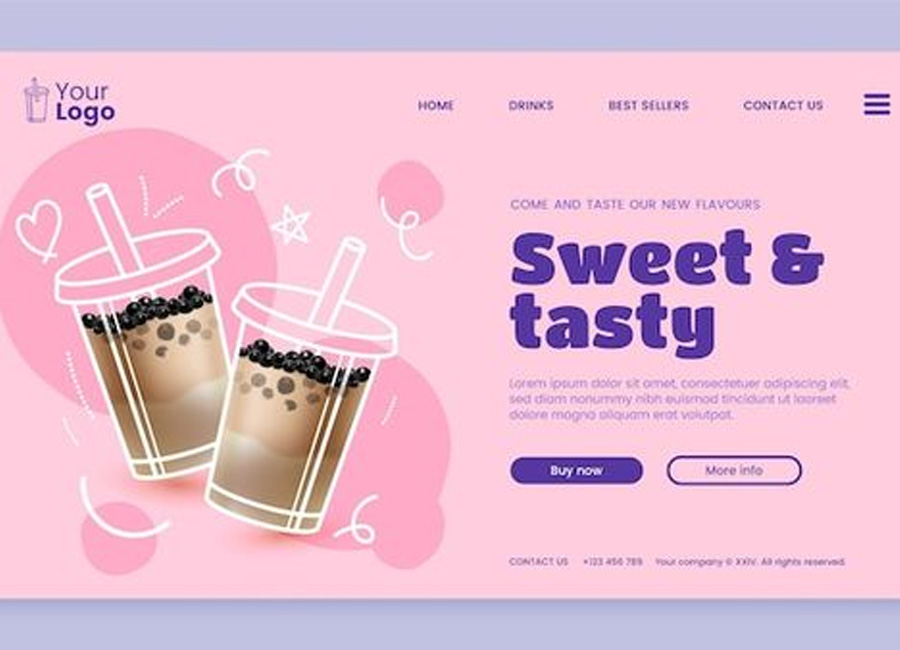 Your
Logo
HOME DRINKS BEST SELLERS CONTACT US
COME AND TASTE OUR NEW FLAVOURS
Sweet &
tasty
Lorem ipsum dolor sit amet, consectetuer adipiscing elit,
sed diam nonummy nibh euismod tincidunt ut laoreet
dolore magna aliquam erat volutpat.
Buy now More info
CONTACT US +123 456 789 Your company © XXIV. All rights reserved.